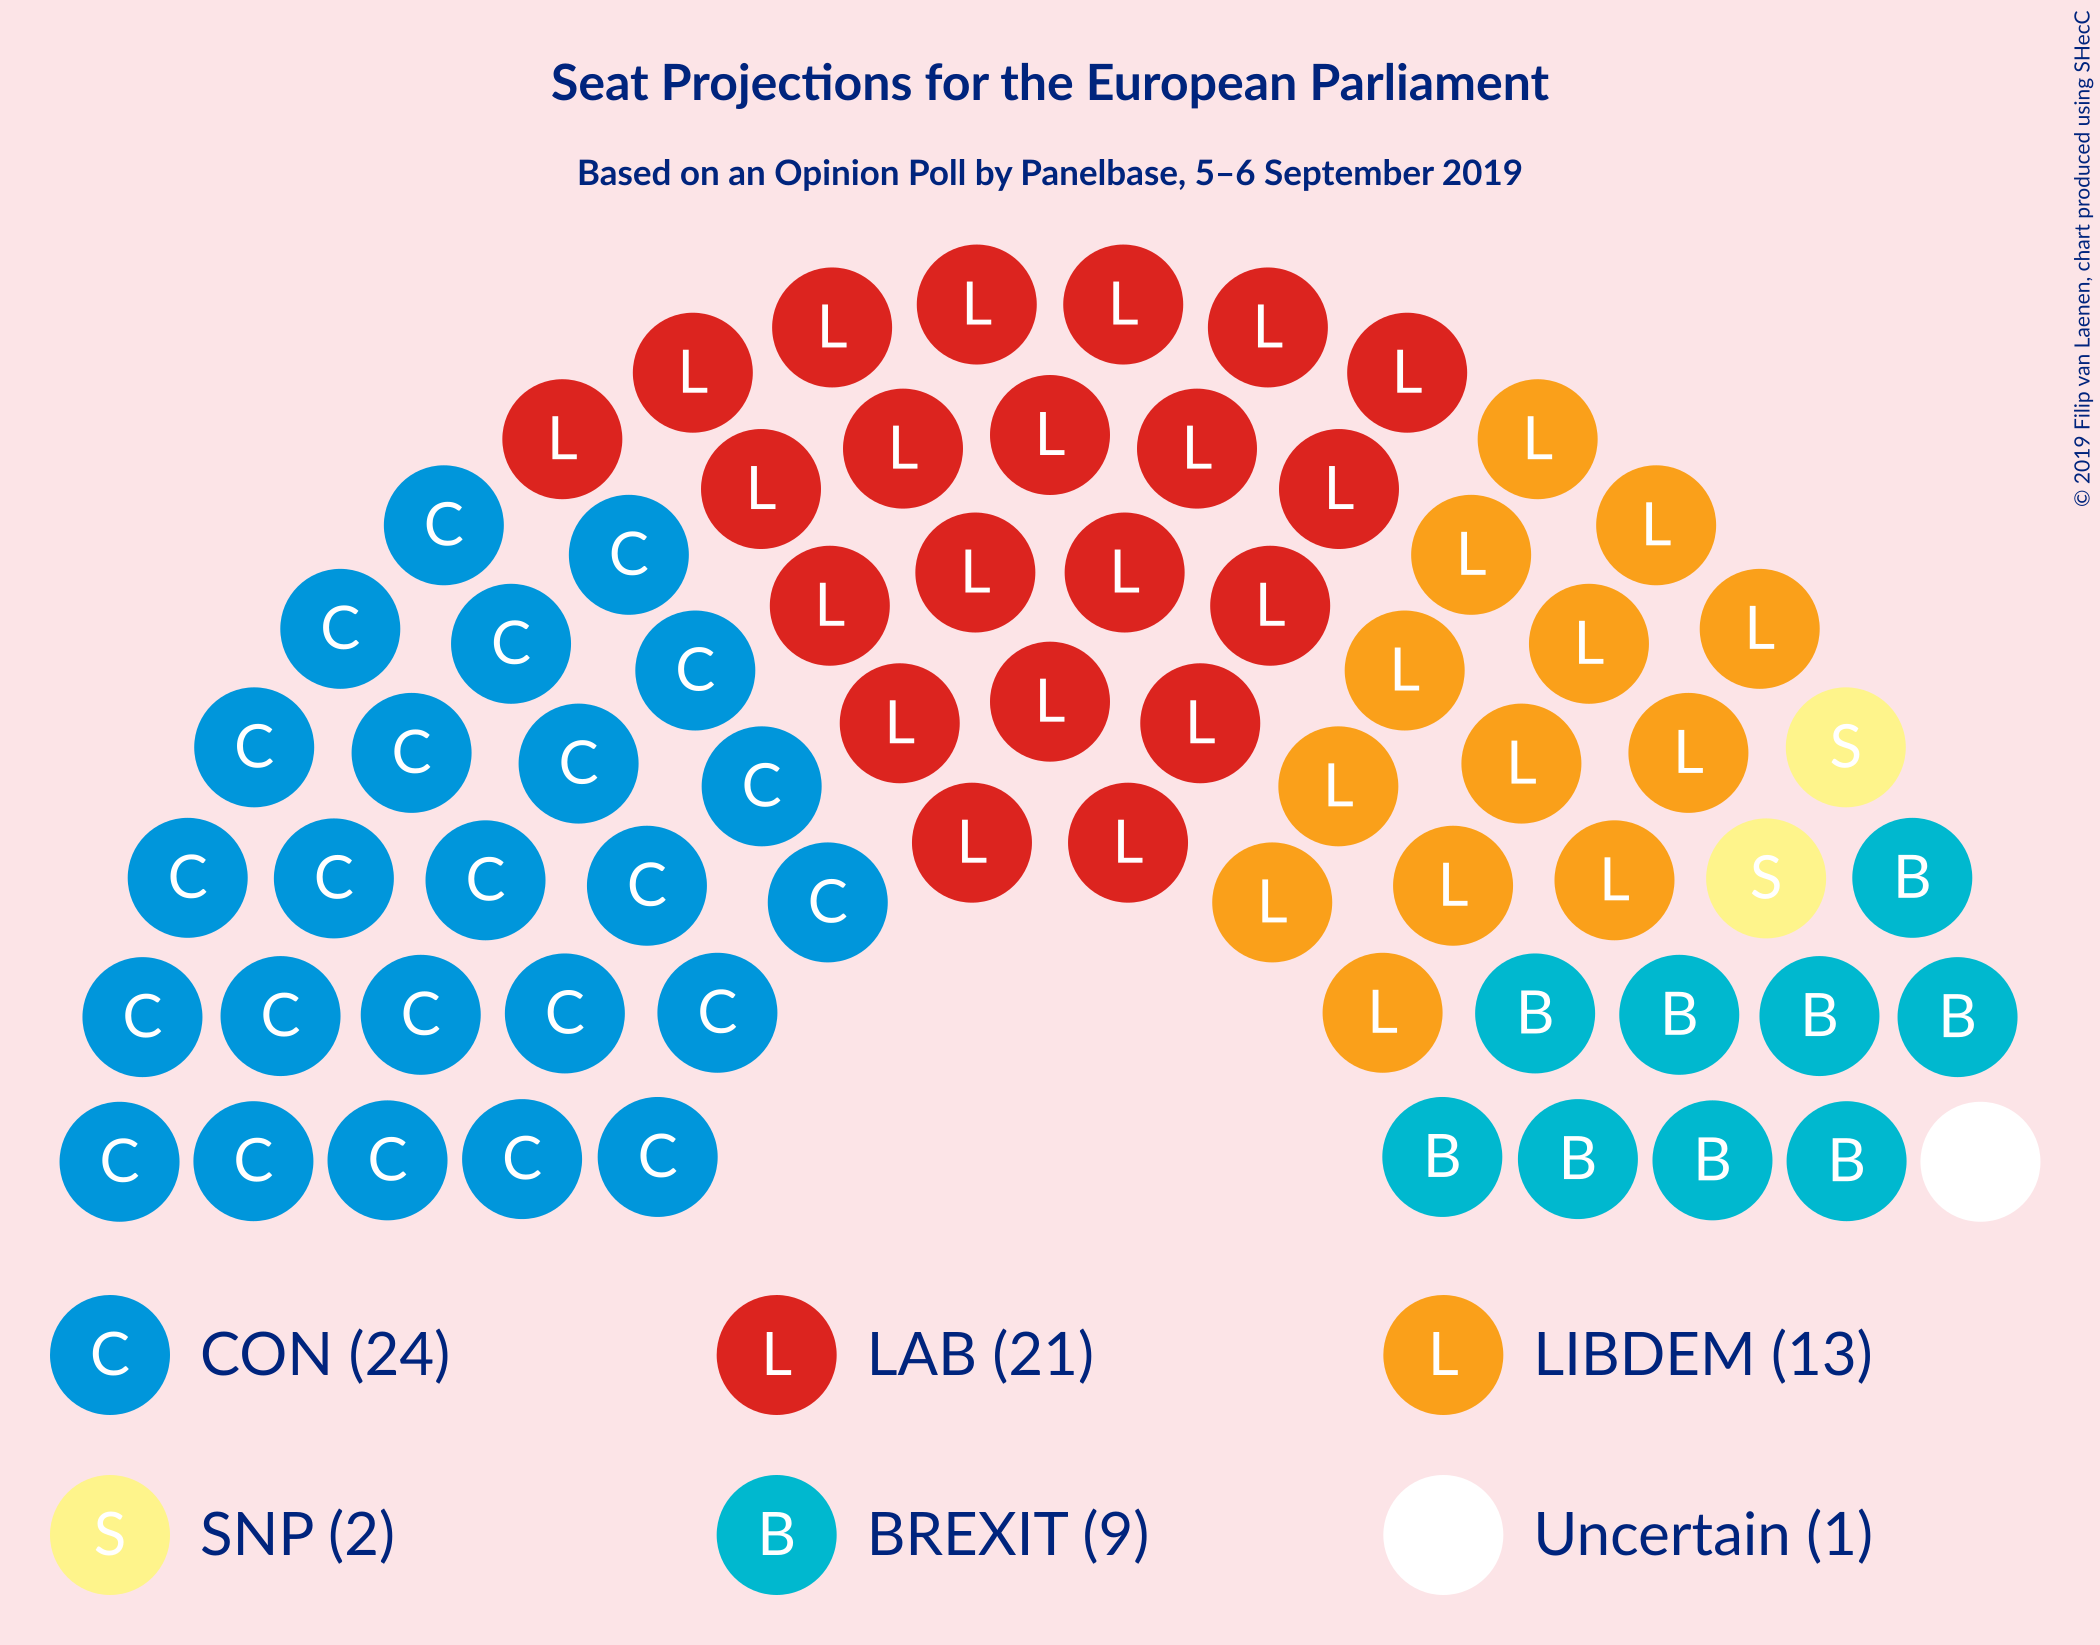 Seat Projections for the European Parliament
Based on an Opinion Poll by Panelbase, 5–6 September 2019
© 2019 Filip van Laenen, chart produced using SHecC
L L L L
L L L L L L
L L L L
C C L L L L L L
C C C L L L L
C C C C L L L L L L S
C C C C C L L L L L S B
C C C C C L B B B B
C C C C C B B B B
C CON (24) L LAB (21) L LIBDEM (13)
S SNP (2) B BREXIT (9) Uncertain (1)